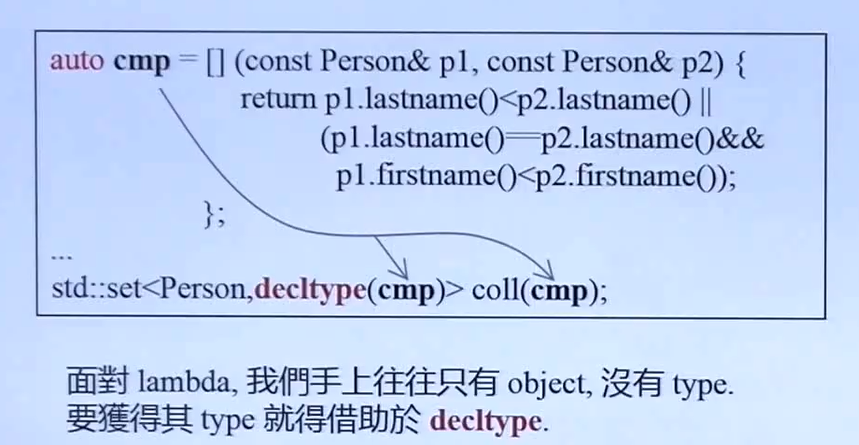 auto cmp = [] (const Person& p1, const Person& p2) {
return p1.lastname()<p2.lastname() ||
(p1.lastname()==p2.lastname()&&
p1.firstname()<p2.firstname());
};
...
std::set<Person,decltype(cmp)> coll(cmp);
面對 lambda, 我們手上往往只有 object, 沒有 type.
要獲得其 type 就得借助於 decltype.